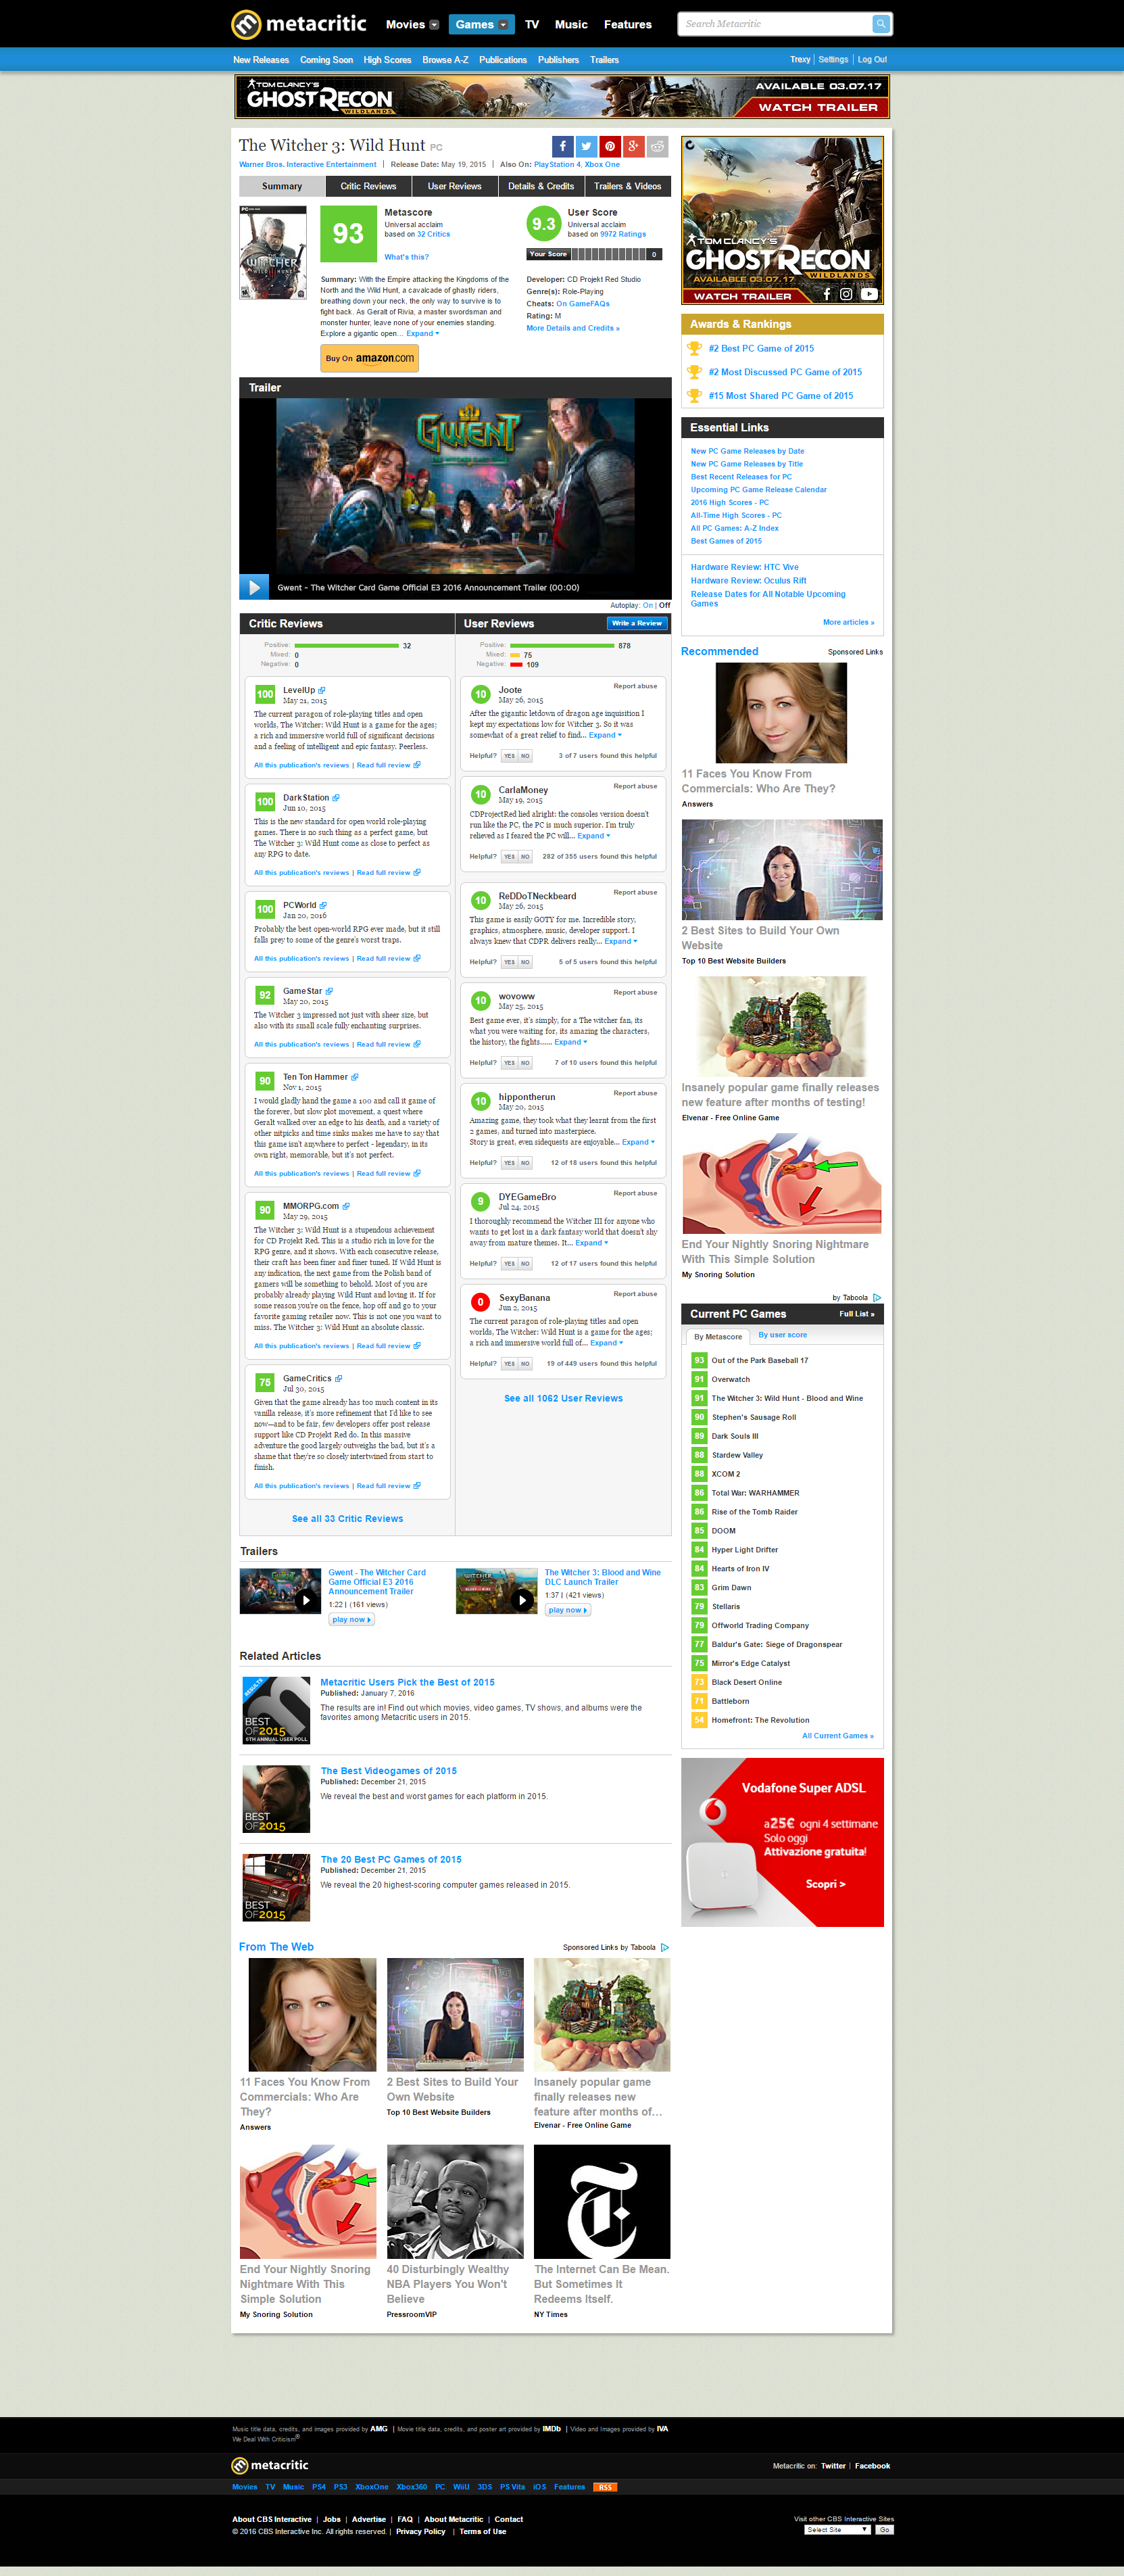 metacritic
Movies Games TV Music Features
Search Metacritic
New Releases Coming Soon High Scores Browse A-Z Publications Publishers Trailers
Trexy | Settings | Log Out
TOM CLANCY'S
GHOST RECON
WILDLANDS
AVAILABLE 03.07.17
WATCH TRAILER
The Witcher 3: Wild Hunt PC
Warner Bros. Interactive Entertainment | Release Date: May 19, 2015 | Also On: PlayStation 4, Xbox One
Summary Critic Reviews User Reviews Details & Credits Trailers & Videos
93
Metascore
Universal acclaim
based on 32 Critics
What's this?
9.3
User Score
Universal acclaim
based on 9972 Ratings
Your Score 0
Summary: With the Empire attacking the Kingdoms of the
North and the Wild Hunt, a cavalcade of ghastly riders,
breathing down your neck, the only way to survive is to
fight back. As Geralt of Rivia, a master swordsman and
monster hunter, leave none of your enemies standing.
Explore a gigantic open… Expand
Buy On amazon.com
Developer: CD Projekt Red Studio
Genre(s): Role-Playing
Cheats: On GameFAQs
Rating: M
More Details and Credits »
Trailer
GWENT
Gwent - The Witcher Card Game Official E3 2016 Announcement Trailer (00:00)
Autoplay: On | Off
Critic Reviews
Positive: 32
Mixed: 0
Negative: 0
100
LevelUp
May 21, 2015
The current paragon of role-playing titles and open
worlds, The Witcher: Wild Hunt is a game for the ages;
a rich and immersive world full of significant decisions
and a feeling of intelligent and epic fantasy. Peerless.
All this publication's reviews | Read full review
100
DarkStation
Jun 10, 2015
This is the new standard for open world role-playing
games. There is no such thing as a perfect game, but
The Witcher 3: Wild Hunt come as close to perfect as
any RPG to date.
All this publication's reviews | Read full review
100
PCWorld
Jan 20, 2016
Probably the best open-world RPG ever made, but it still
falls prey to some of the genre's worst traps.
All this publication's reviews | Read full review
92
GameStar
May 20, 2015
The Witcher 3 impressed not just with sheer size, but
also with its small scale fully enchanting surprises.
All this publication's reviews | Read full review
90
Ten Ton Hammer
Nov 1, 2015
I would gladly hand the game a 100 and call it game of
the forever, but slow plot movement, a quest where
Geralt walked over an edge to his death, and a variety of
other nitpicks and time sinks makes me have to say that
this game isn't anywhere to perfect - legendary, in its
own right, memorable, but it's not perfect.
All this publication's reviews | Read full review
90
MMORPG.com
May 29, 2015
The Witcher 3: Wild Hunt is a stupendous achievement
for CD Projekt Red. This is a studio rich in love for the
RPG genre, and it shows. With each consecutive release,
their craft has been finer and finer tuned. If Wild Hunt is
any indication, the next game from the Polish band of
gamers will be something to behold. Most of you are
probably already playing Wild Hunt and loving it. If for
some reason you're on the fence, hop off and go to your
favorite gaming retailer now. This is not one you want to
miss. The Witcher 3: Wild Hunt an absolute classic.
All this publication's reviews | Read full review
75
GameCritics
Jul 30, 2015
Given that the game already has too much content in its
vanilla release, it's more refinement that I'd like to see
now—and to be fair, few developers offer post release
support like CD Projekt Red do. In this massive
adventure the good largely outweighs the bad, but it's a
shame that they're so closely intertwined from start to
finish.
All this publication's reviews | Read full review
See all 33 Critic Reviews
User Reviews
Write a Review
Positive: 878
Mixed: 75
Negative: 109
10
Joote
May 26, 2015
Report abuse
After the gigantic letdown of dragon age inquisition I
kept my expectations low for Witcher 3. So it was
somewhat of a great relief to find… Expand
Helpful? YES NO 3 of 7 users found this helpful
10
CarlaMoney
May 19, 2015
Report abuse
CDProjectRed lied alright: the consoles version doesn't
run like the PC, the PC is much superior. I'm truly
relieved as I feared the PC will… Expand
Helpful? YES NO 282 of 355 users found this helpful
10
ReDDoTNeckbeard
May 26, 2015
Report abuse
This game is easily GOTY for me. Incredible story,
graphics, atmosphere, music, developer support. I
always knew that CDPR delivers really… Expand
Helpful? YES NO 5 of 5 users found this helpful
10
wovoww
May 25, 2015
Report abuse
Best game ever, it's simply, for a The witcher fan, its
what you were waiting for, its amazing the characters,
the history, the fights...… Expand
Helpful? YES NO 7 of 10 users found this helpful
10
hippontherun
May 20, 2015
Report abuse
Amazing game, they took what they learnt from the first
2 games, and turned into masterpiece.
Story is great, even sidequests are enjoyable… Expand
Helpful? YES NO 12 of 18 users found this helpful
9
DYEGameBro
Jul 24, 2015
Report abuse
I thoroughly recommend the Witcher III for anyone who
wants to get lost in a dark fantasy world that doesn't shy
away from mature themes. It… Expand
Helpful? YES NO 12 of 17 users found this helpful
0
SexyBanana
Jun 2, 2015
Report abuse
The current paragon of role-playing titles and open
worlds, The Witcher: Wild Hunt is a game for the ages;
a rich and immersive world full of… Expand
Helpful? YES NO 19 of 449 users found this helpful
See all 1062 User Reviews
Trailers
Gwent - The Witcher Card
Game Official E3 2016
Announcement Trailer
1:22 | (161 views)
play now
The Witcher 3: Blood and Wine
DLC Launch Trailer
1:37 | (421 views)
play now
Related Articles
RESULTS
BEST
OF2015
6TH ANNUAL USER POLL
Metacritic Users Pick the Best of 2015
Published: January 7, 2016
The results are in! Find out which movies, video games, TV shows, and albums were the
favorites among Metacritic users in 2015.
BEST
OF2015
The Best Videogames of 2015
Published: December 21, 2015
We reveal the best and worst games for each platform in 2015.
BEST
OF2015
The 20 Best PC Games of 2015
Published: December 21, 2015
We reveal the 20 highest-scoring computer games released in 2015.
From The Web
Sponsored Links by Taboola
11 Faces You Know From
Commercials: Who Are
They?
Answers
2 Best Sites to Build Your
Own Website
Top 10 Best Website Builders
Insanely popular game
finally releases new
feature after months of…
Elvenar - Free Online Game
End Your Nightly Snoring
Nightmare With This
Simple Solution
My Snoring Solution
40 Disturbingly Wealthy
NBA Players You Won't
Believe
PressroomVIP
The Internet Can Be Mean.
But Sometimes It
Redeems Itself.
NY Times
TOM CLANCY'S
GHOST RECON
WILDLANDS
AVAILABLE 03.07.17
WATCH TRAILER
Awards & Rankings
#2 Best PC Game of 2015
#2 Most Discussed PC Game of 2015
#15 Most Shared PC Game of 2015
Essential Links
New PC Game Releases by Date
New PC Game Releases by Title
Best Recent Releases for PC
Upcoming PC Game Release Calendar
2016 High Scores - PC
All-Time High Scores - PC
All PC Games: A-Z Index
Best Games of 2015
Hardware Review: HTC Vive
Hardware Review: Oculus Rift
Release Dates for All Notable Upcoming
Games
More articles »
Recommended
Sponsored Links
11 Faces You Know From
Commercials: Who Are They?
Answers
2 Best Sites to Build Your Own
Website
Top 10 Best Website Builders
Insanely popular game finally releases
new feature after months of testing!
Elvenar - Free Online Game
End Your Nightly Snoring Nightmare
With This Simple Solution
My Snoring Solution
by Taboola
Current PC Games
Full List »
By Metascore By user score
93 Out of the Park Baseball 17
91 Overwatch
91 The Witcher 3: Wild Hunt - Blood and Wine
90 Stephen's Sausage Roll
89 Dark Souls III
88 Stardew Valley
88 XCOM 2
86 Total War: WARHAMMER
86 Rise of the Tomb Raider
85 DOOM
84 Hyper Light Drifter
84 Hearts of Iron IV
83 Grim Dawn
79 Stellaris
79 Offworld Trading Company
77 Baldur's Gate: Siege of Dragonspear
75 Mirror's Edge Catalyst
73 Black Desert Online
71 Battleborn
54 Homefront: The Revolution
All Current Games »
Vodafone Super ADSL
a 25€ ogni 4 settimane
Solo oggi
Attivazione gratuita!
Scopri >
Music title data, credits, and images provided by AMG | Movie title data, credits, and poster art provided by IMDb | Video and Images provided by IVA
We Deal With Criticism®
metacritic
Metacritic on: Twitter | Facebook
Movies TV Music PS4 PS3 XboxOne Xbox360 PC WiiU 3DS PS Vita iOS Features RSS
About CBS Interactive | Jobs | Advertise | FAQ | About Metacritic | Contact
© 2016 CBS Interactive Inc. All rights reserved. | Privacy Policy | Terms of Use
Visit other CBS Interactive Sites
Select Site Go